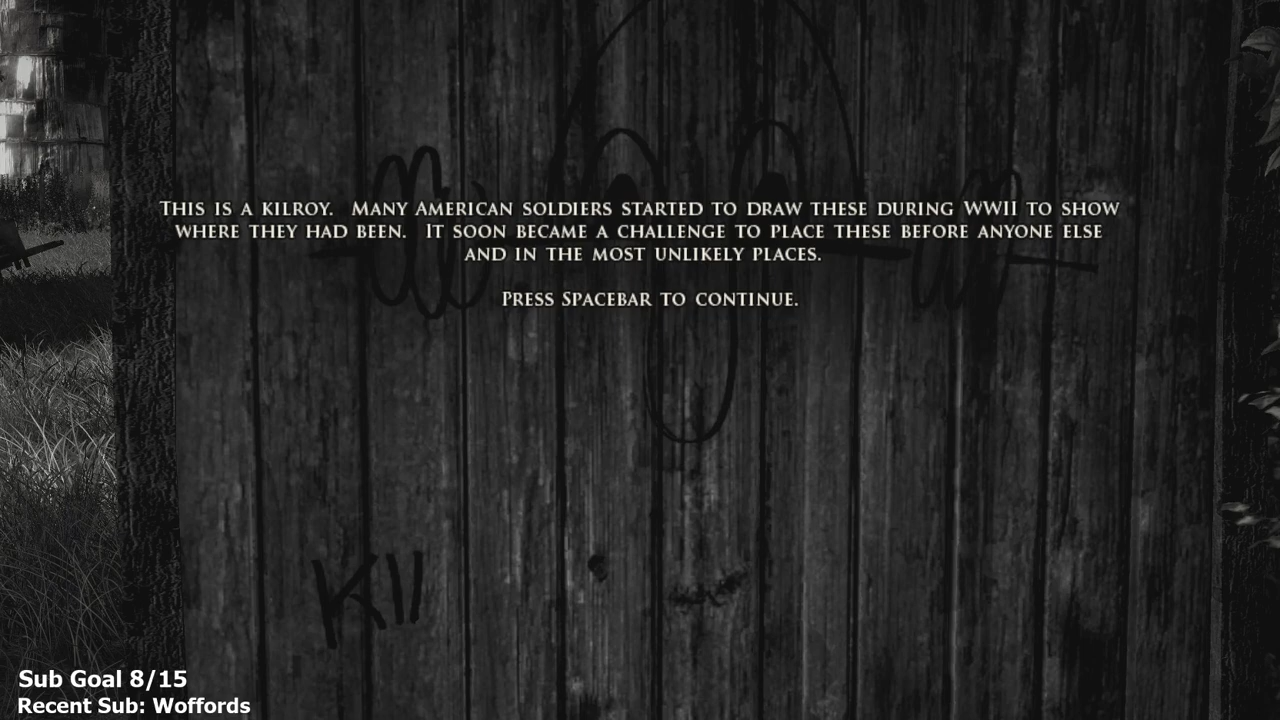 This is a kilroy. Many American soldiers started to draw these during WWII to show
where they had been. It soon became a challenge to place these before anyone else
and in the most unlikely places.
Press Spacebar to continue.
KII
Sub Goal 8/15
Recent Sub: Woffords